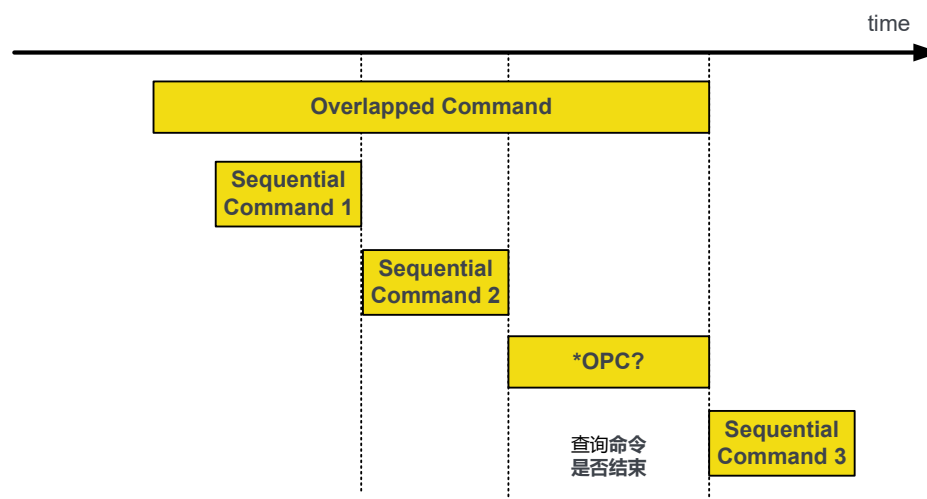 time
Overlapped Command
Sequential
Command 1
Sequential
Command 2
*OPC?
查询命令
是否结束
Sequential
Command 3